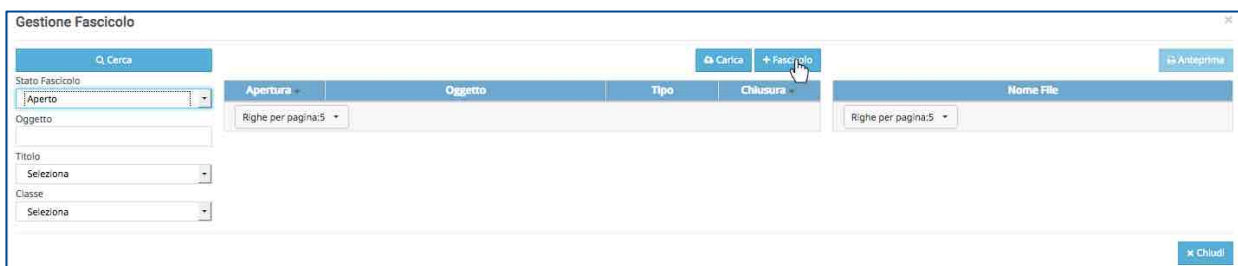 Gestione Fascicolo
Cerca
Carica
+ Fascicolo
Anteprima
Stato Fascicolo
Aperto
Oggetto
Titolo
Seleziona
Classe
Seleziona
Apertura Oggetto Tipo Chiusura
Righe per pagina:5
Nome File
Righe per pagina:5
× Chiudi